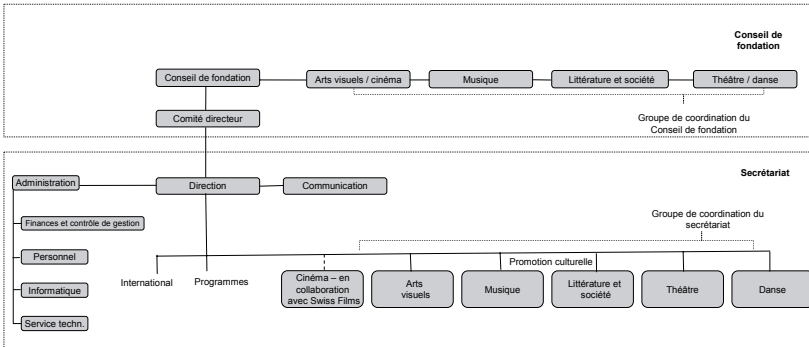 Conseil de
fondation
Conseil de fondation
Arts visuels / cinéma
Musique
Littérature et société
Théâtre / danse
Comité directeur
Groupe de coordination du
Conseil de fondation
Secrétariat
Administration
Direction
Communication
Finances et contrôle de gestion
Groupe de coordination du
secrétariat
Personnel
Promotion culturelle
International
Programmes
Informatique
Cinéma – en
collaboration
avec Swiss Films
Arts
visuels
Musique
Littérature et
société
Théâtre
Danse
Service techn.